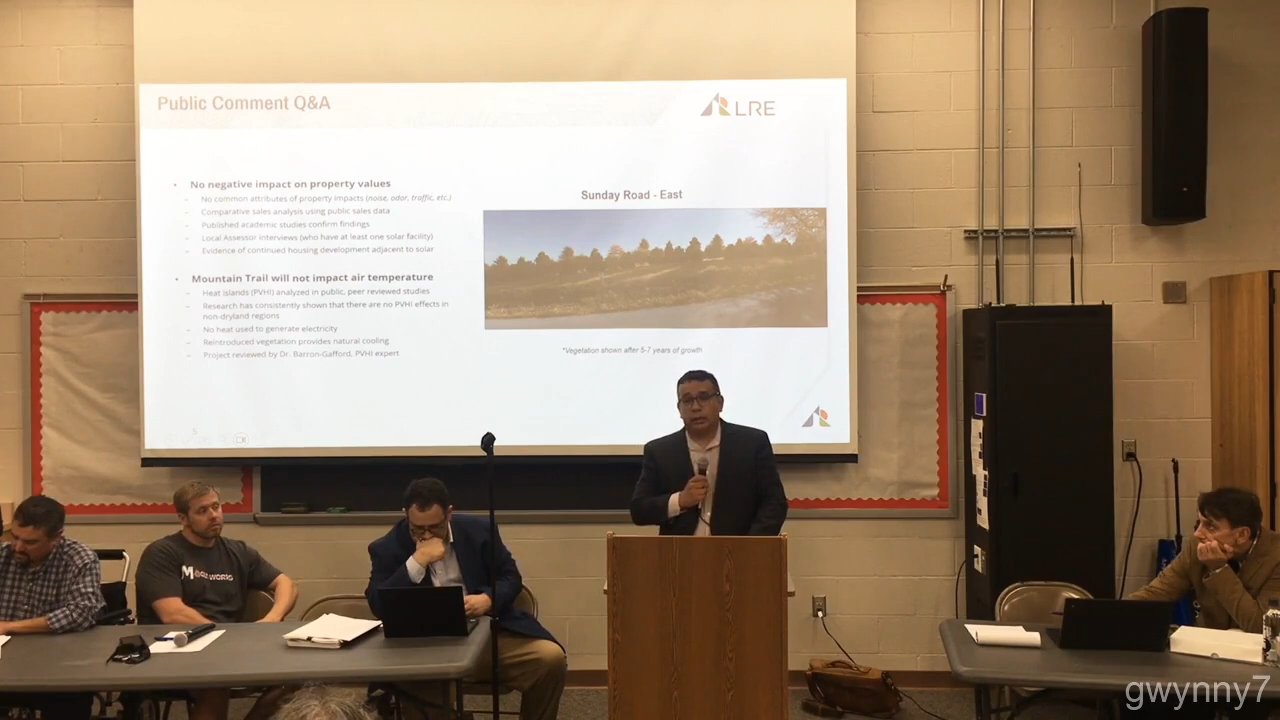 Public Comment Q&A
LRE
• No negative impact on property values
- No common attributes of property impacts (noise, odor, traffic, etc.)
- Comparative sales analysis using public sales data
- Published academic studies confirm findings
- Local Assessor interviews (who have at least one solar facility)
- Evidence of continued housing development adjacent to solar
• Mountain Trail will not impact air temperature
- Heat Islands (PVHI) analyzed in public, peer reviewed studies
- Research has consistently shown that there are no PVHI effects in
non-dryland regions
- No heat used to generate electricity
- Reintroduced vegetation provides natural cooling
- Project reviewed by Dr. Barron-Gafford, PVHI expert
Sunday Road - East
*Vegetation shown after 5-7 years of growth
5
gwynny7